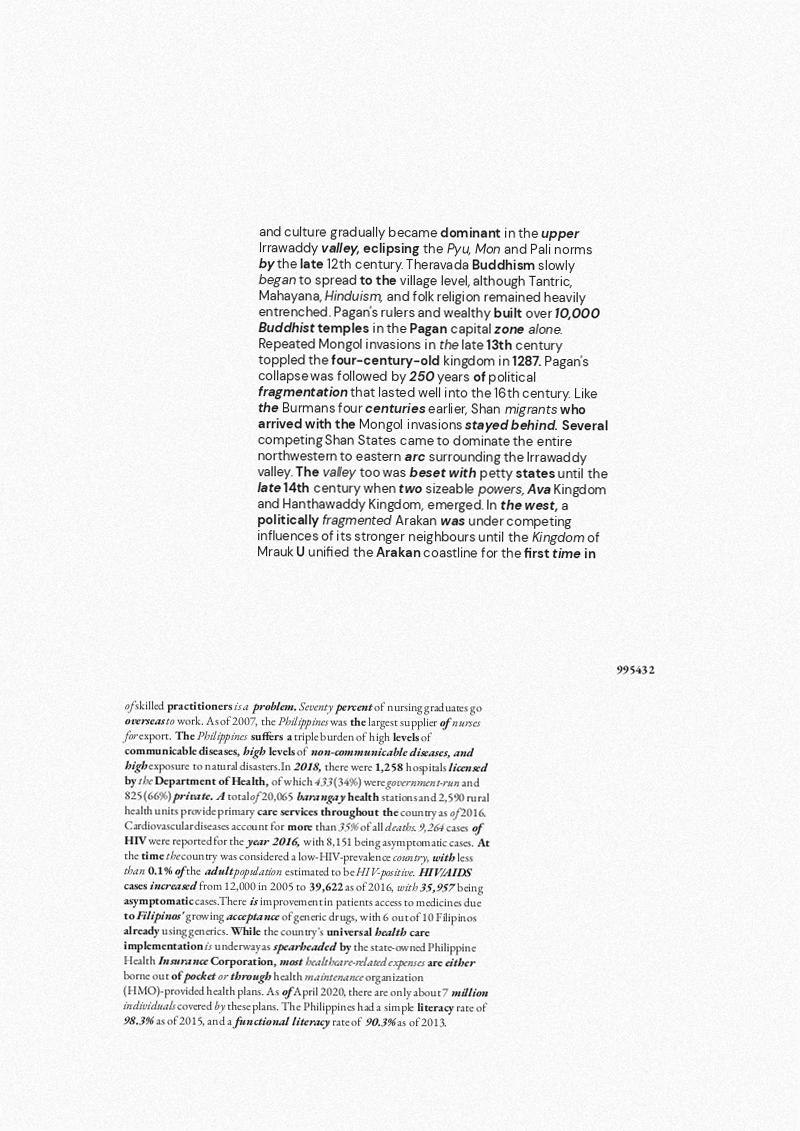 and culture gradually became dominant in the upper
Irrawaddy valley, eclipsing the Pyu, Mon and Pali norms
by the late 12th century. Theravada Buddhism slowly
began to spread to the village level, although Tantric,
Mahayana, Hinduism, and folk religion remained heavily
entrenched. Pagan's rulers and wealthy built over 10,000
Buddhist temples in the Pagan capital zone alone.
Repeated Mongol invasions in the late 13th century
toppled the four-century-old kingdom in 1287. Pagan's
collapse was followed by 250 years of political
fragmentation that lasted well into the 16th century. Like
the Burmans four centuries earlier, Shan migrants who
arrived with the Mongol invasions stayed behind. Several
competing Shan States came to dominate the entire
northwestern to eastern arc surrounding the Irrawaddy
valley. The valley too was beset with petty states until the
late 14th century when two sizeable powers, Ava Kingdom
and Hanthawaddy Kingdom, emerged. In the west, a
politically fragmented Arakan was under competing
influences of its stronger neighbours until the Kingdom of
Mrauk U unified the Arakan coastline for the first time in
995432
of skilled practitioners is a problem. Seventy percent of nursing graduates go
overseas to work. As of 2007, the Philippines was the largest supplier of nurses
for export. The Philippines suffers a triple burden of high levels of
communicable diseases, high levels of non-communicable diseases, and
high exposure to natural disasters.In 2018, there were 1,258 hospitals licensed
by the Department of Health, of which 433 (34%) were government-run and
825 (66%) private. A total of 20,065 barangay health stations and 2,590 rural
health units provide primary care services throughout the country as of 2016.
Cardiovascular diseases account for more than 35% of all deaths. 9,264 cases of
HIV were reported for the year 2016, with 8,151 being asymptomatic cases. At
the time the country was considered a low-HIV-prevalence country, with less
than 0.1% of the adult population estimated to be HIV-positive. HIV/AIDS
cases increased from 12,000 in 2005 to 39,622 as of 2016, with 35,957 being
asymptomatic cases.There is improvement in patients access to medicines due
to Filipinos' growing acceptance of generic drugs, with 6 out of 10 Filipinos
already using generics. While the country's universal health care
implementation is underway as spearheaded by the state-owned Philippine
Health Insurance Corporation, most healthcare-related expenses are either
borne out of pocket or through health maintenance organization
(HMO)-provided health plans. As of April 2020, there are only about 7 million
individuals covered by these plans. The Philippines had a simple literacy rate of
98.3% as of 2015, and a functional literacy rate of 90.3% as of 2013.